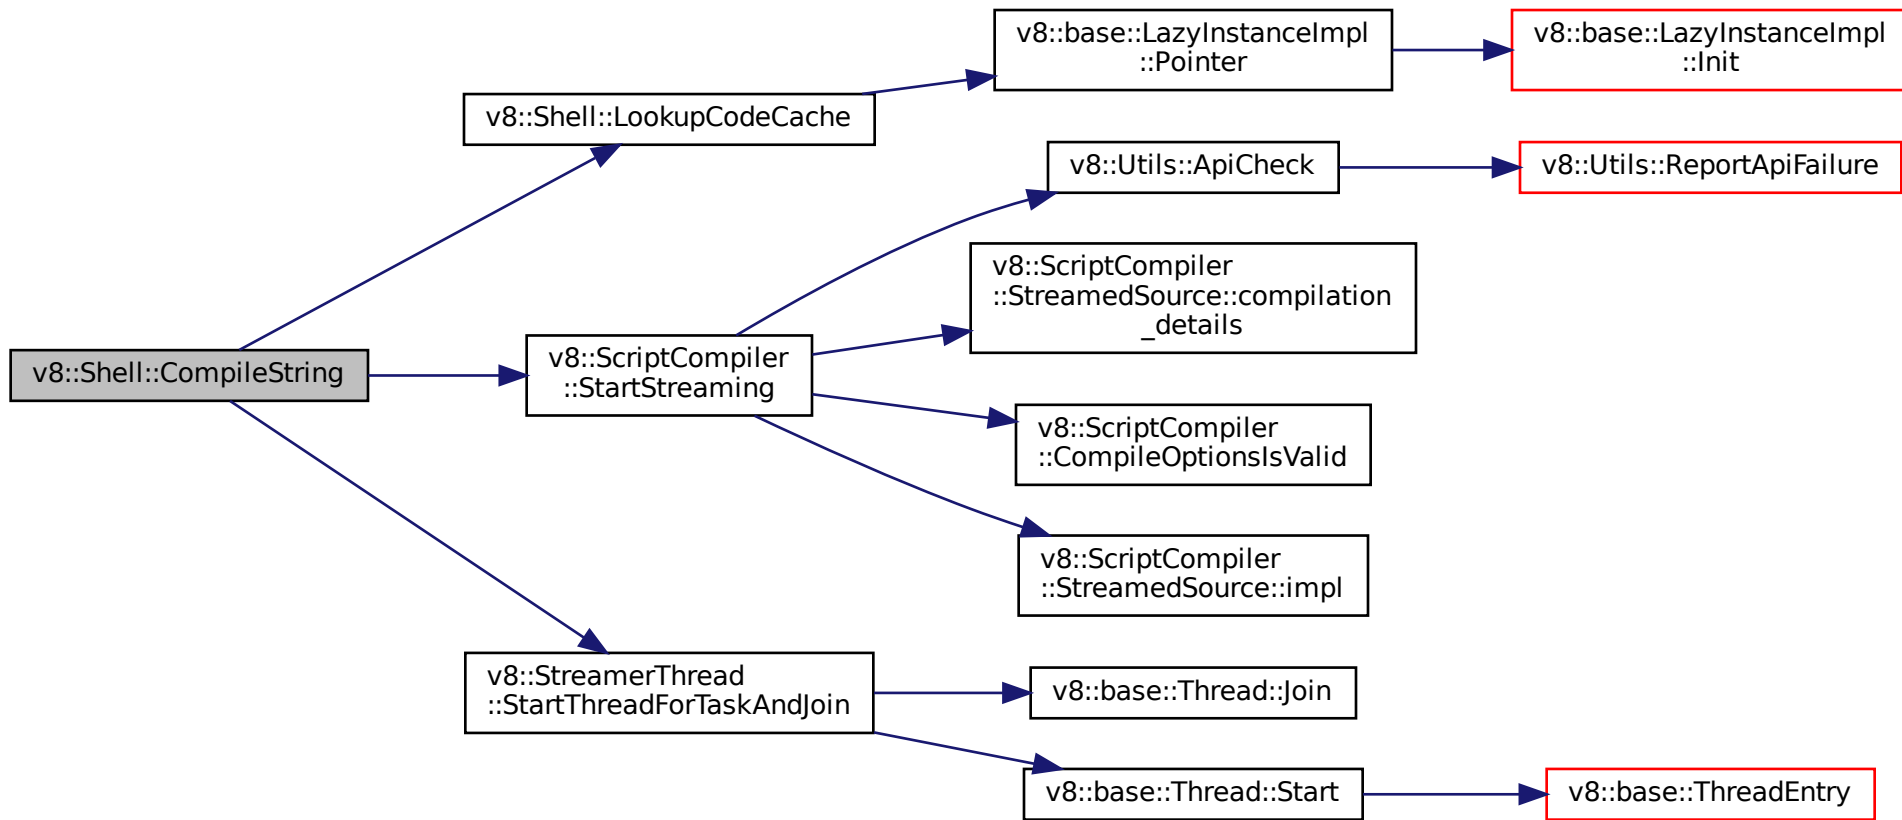 v8::Shell::CompileString
v8::Shell::LookupCodeCache
v8::base::LazyInstanceImpl
::Pointer
v8::base::LazyInstanceImpl
::Init
v8::ScriptCompiler
::StartStreaming
v8::Utils::ApiCheck
v8::Utils::ReportApiFailure
v8::ScriptCompiler
::StreamedSource::compilation
_details
v8::ScriptCompiler
::CompileOptionsIsValid
v8::ScriptCompiler
::StreamedSource::impl
v8::StreamerThread
::StartThreadForTaskAndJoin
v8::base::Thread::Join
v8::base::Thread::Start
v8::base::ThreadEntry